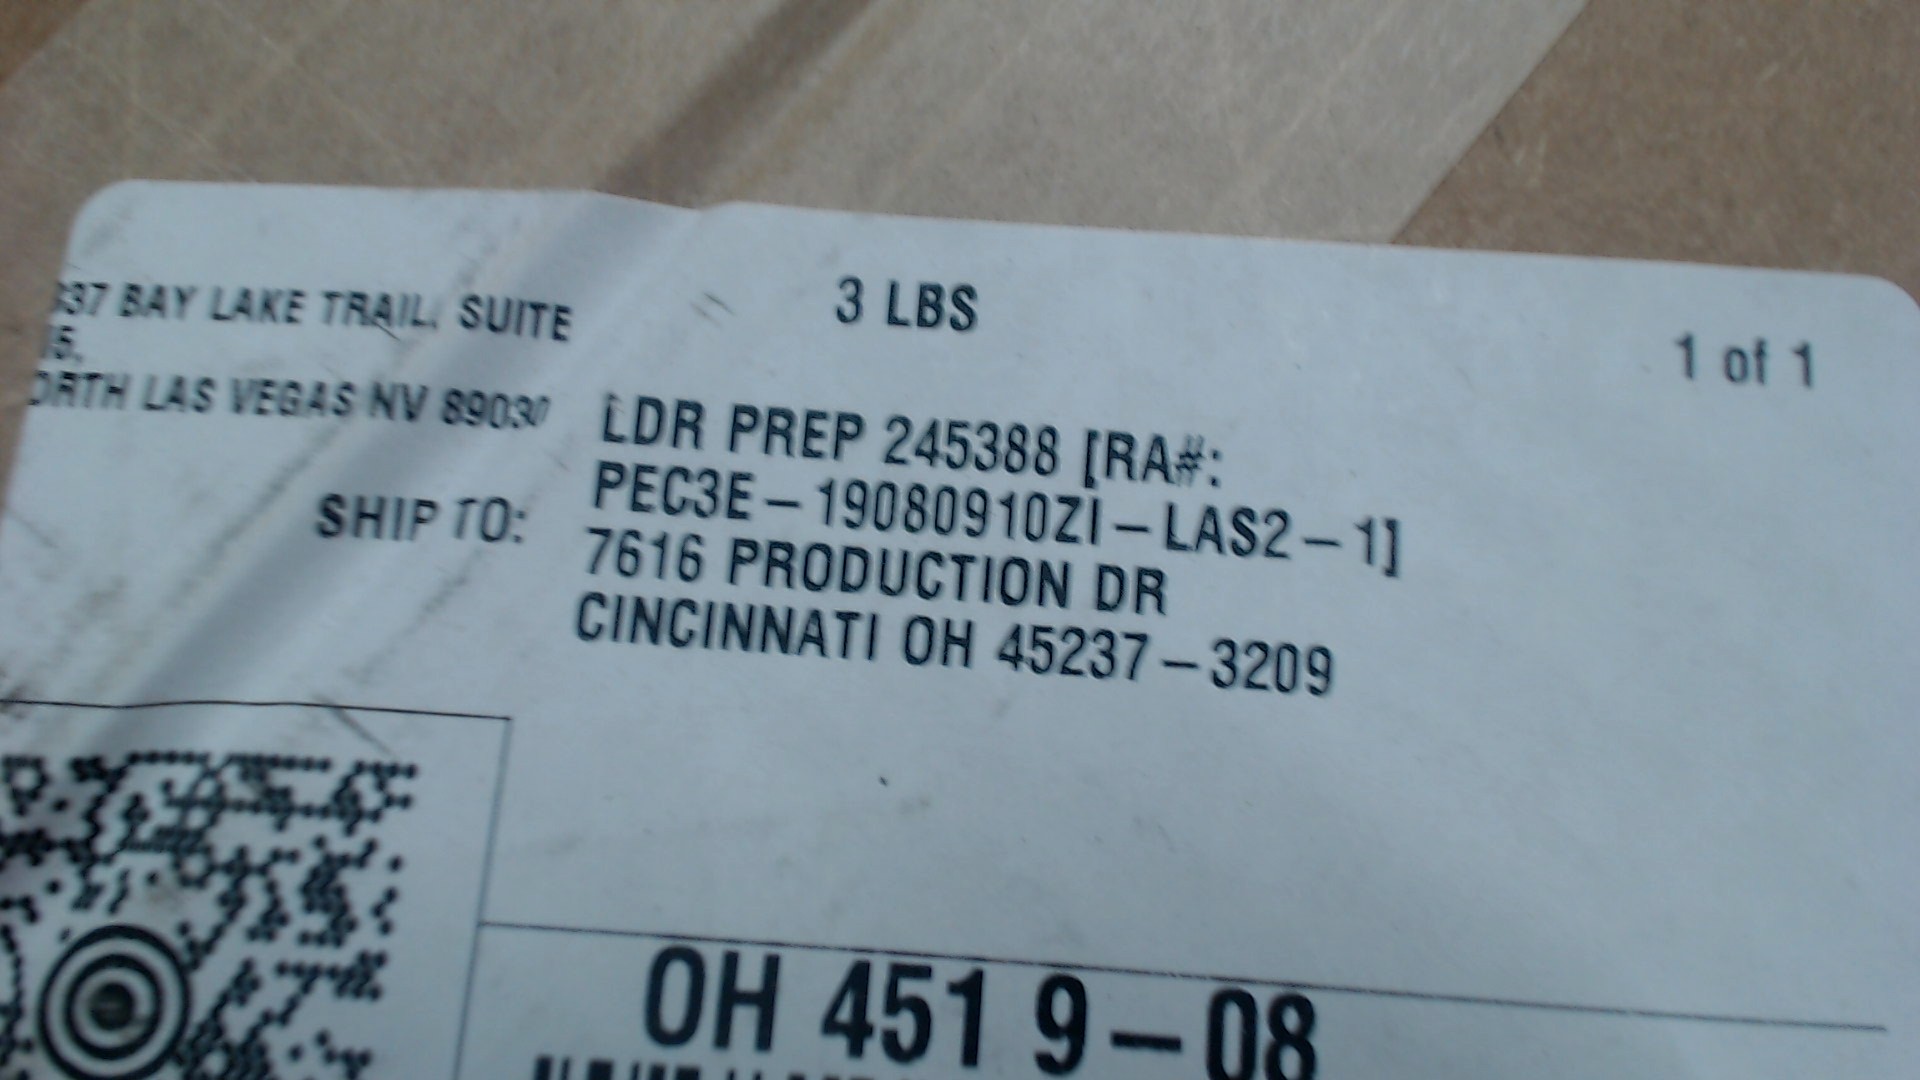 37 BAY LAKE TRAIL, SUITE
15,
ORTH LAS VEGAS NV 89030
3 LBS
1 of 1
SHIP TO:
LDR PREP 245388 [RA#:
PEC3E-19080910ZI-LAS2-1]
7616 PRODUCTION DR
CINCINNATI OH 45237-3209
OH 451 9-08